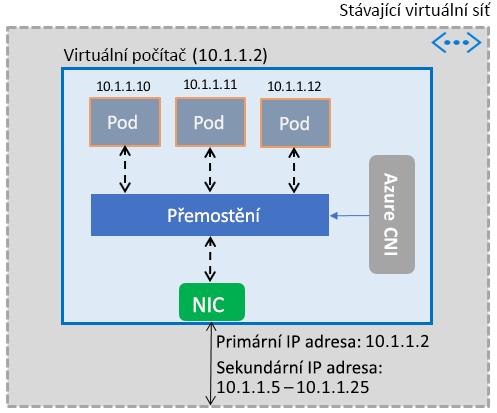 Stávající virtuální síť
Virtuální počítač (10.1.1.2)
10.1.1.10 10.1.1.11 10.1.1.12
Pod Pod Pod
Azure CNI
Přemostění
NIC
Primární IP adresa: 10.1.1.2
Sekundární IP adresa:
10.1.1.5 – 10.1.1.25